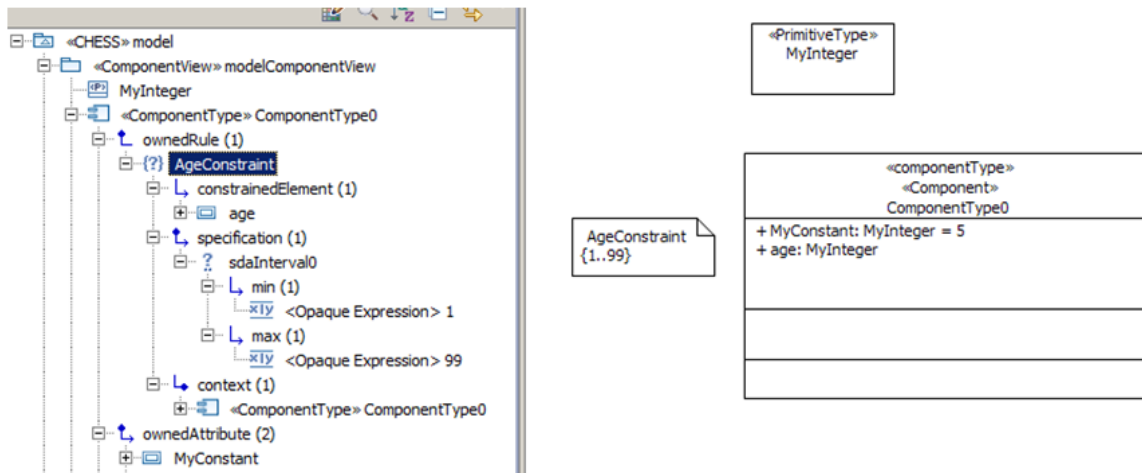 «CHESS» model
«ComponentView» modelComponentView
MyInteger
«ComponentType» ComponentType0
ownedRule (1)
{?} AgeConstraint
constrainedElement (1)
age
specification (1)
? sdaInterval0
min (1)
×|y <Opaque Expression> 1
max (1)
×|y <Opaque Expression> 99
context (1)
«ComponentType» ComponentType0
ownedAttribute (2)
MyConstant
«PrimitiveType»
MyInteger
AgeConstraint
{1..99}
«componentType»
«Component»
ComponentType0
+ MyConstant: MyInteger = 5
+ age: MyInteger